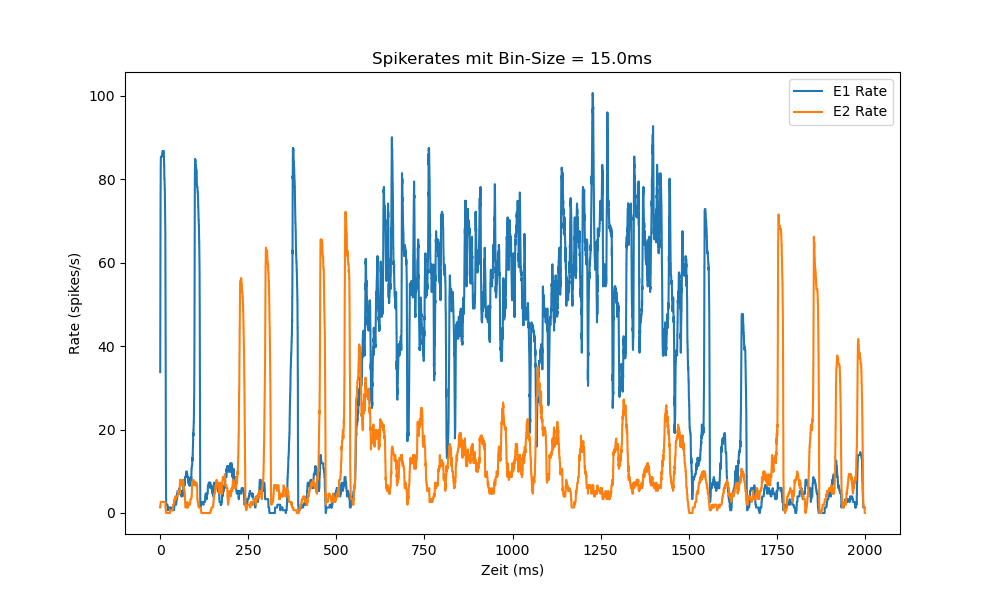 Spikerates mit Bin-Size = 15.0ms
E1 Rate
E2 Rate
Rate (spikes/s)
100
80
60
40
20
0
0 250 500 750 1000 1250 1500 1750 2000
Zeit (ms)